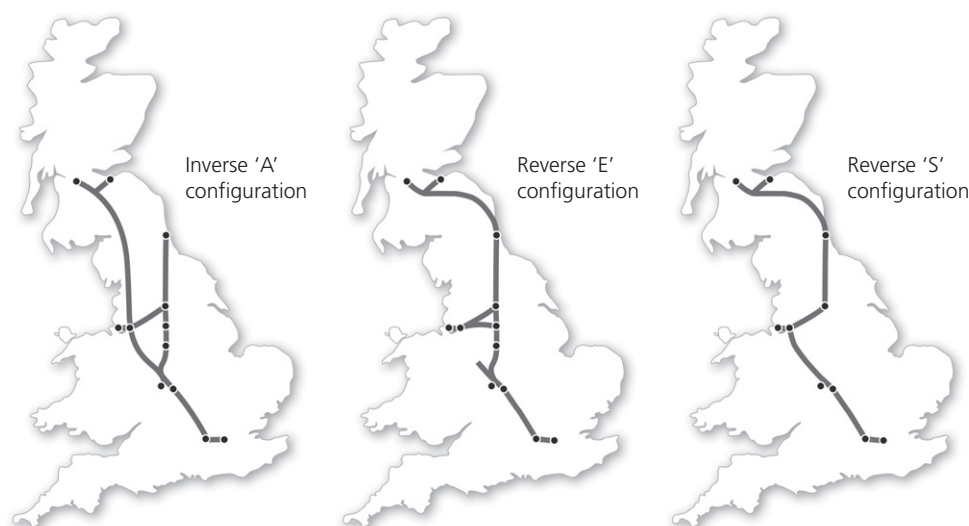 Inverse ‘A’
configuration
Reverse ‘E’
configuration
Reverse ‘S’
configuration